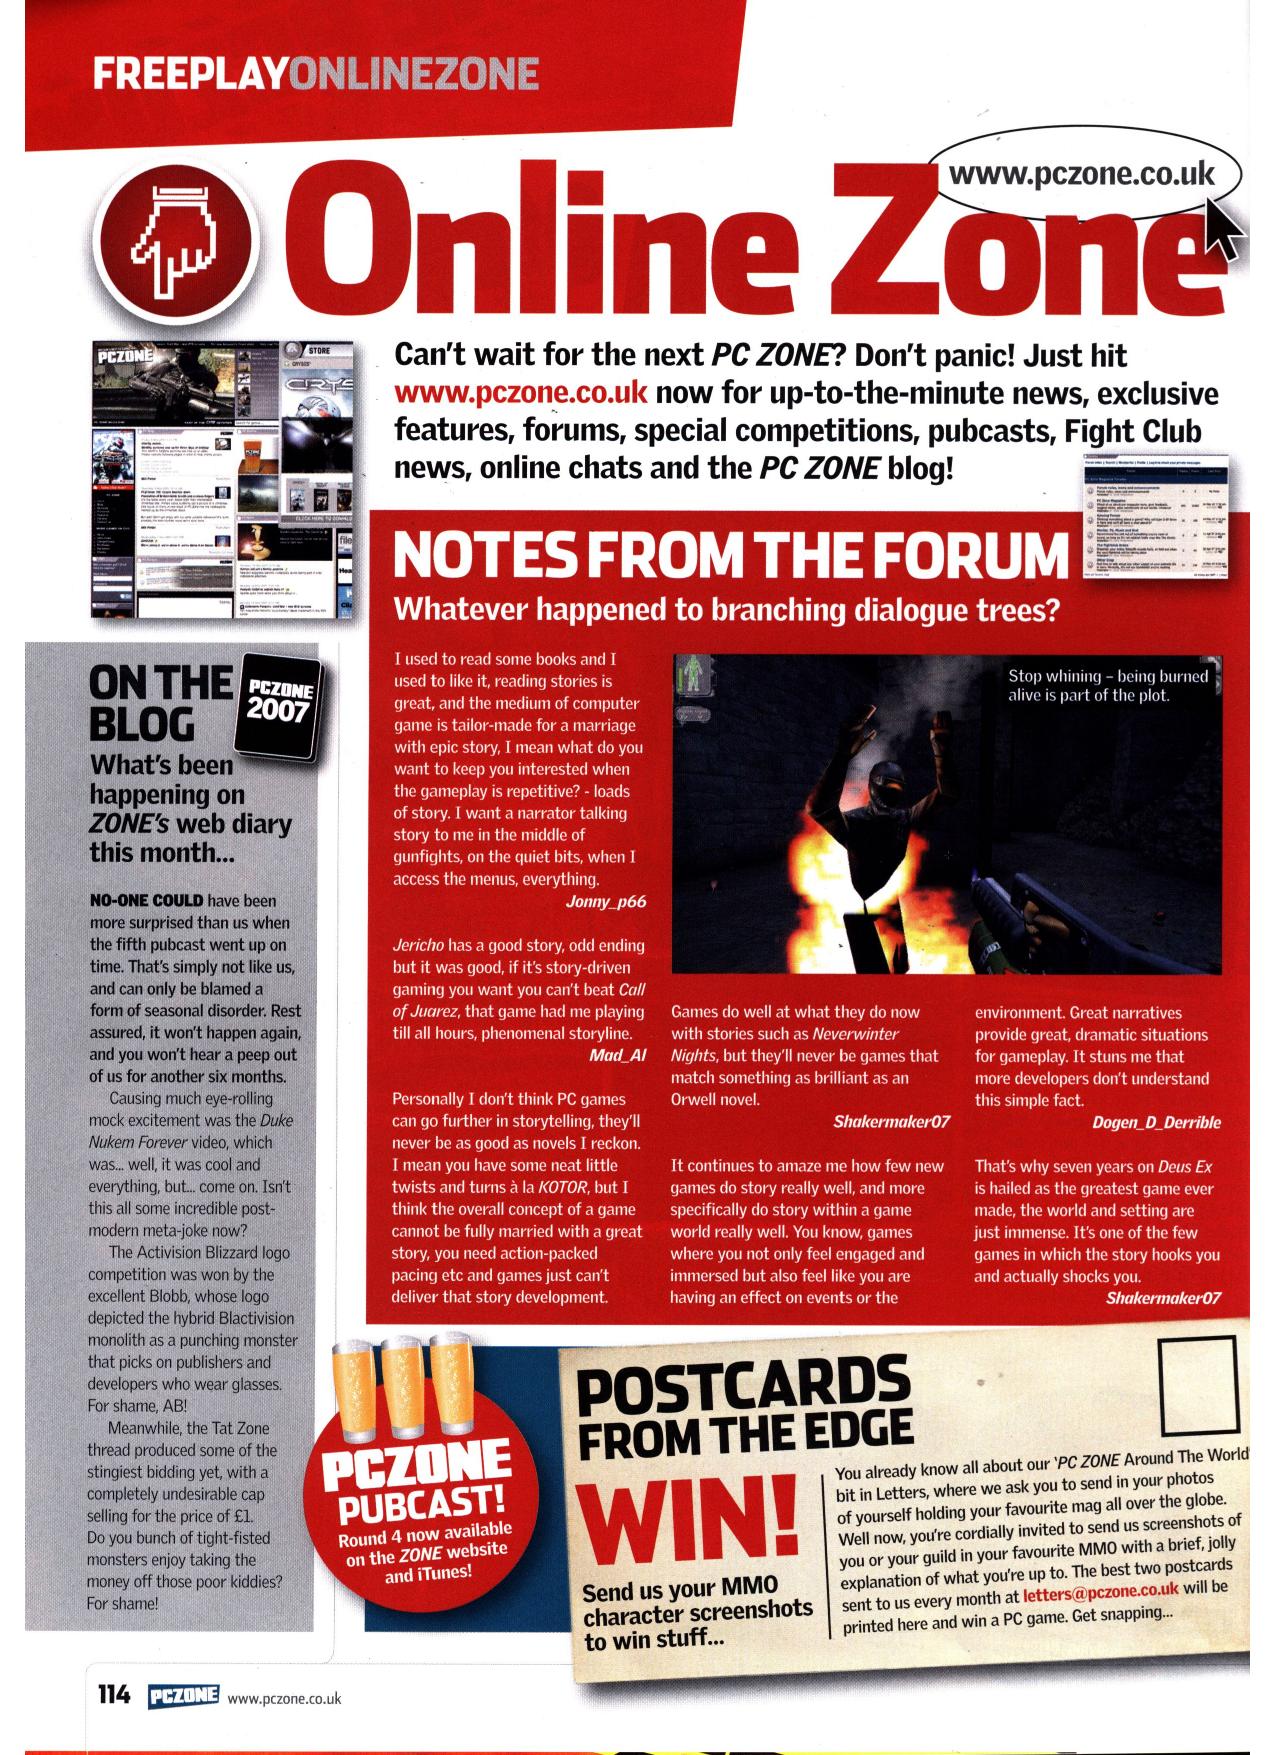 FREEPLAYONLINEZONE
www.pczone.co.uk
Online Zone
Can't wait for the next PC ZONE? Don't panic! Just hit
www.pczone.co.uk now for up-to-the-minute news, exclusive
features, forums, special competitions, pubcasts, Fight Club
news, online chats and the PC ZONE blog!
PCZONE
STORE
NOTES FROM THE FORUM
Whatever happened to branching dialogue trees?
I used to read some books and I
used to like it, reading stories is
great, and the medium of computer
game is tailor-made for a marriage
with epic story, I mean what do you
want to keep you interested when
the gameplay is repetitive? - loads
of story. I want a narrator talking
story to me in the middle of
gunfights, on the quiet bits, when I
access the menus, everything.
Jonny_p66
Jericho has a good story, odd ending
but it was good, if it's story-driven
gaming you want you can't beat Call
of Juarez, that game had me playing
till all hours, phenomenal storyline.
Mad_Al
Personally I don't think PC games
can go further in storytelling, they'll
never be as good as novels I reckon.
I mean you have some neat little
twists and turns à la KOTOR, but I
think the overall concept of a game
cannot be fully married with a great
story, you need action-packed
pacing etc and games just can't
deliver that story development.
Stop whining – being burned
alive is part of the plot.
Games do well at what they do now
with stories such as Neverwinter
Nights, but they'll never be games that
match something as brilliant as an
Orwell novel.
Shakermaker07
It continues to amaze me how few new
games do story really well, and more
specifically do story within a game
world really well. You know, games
where you not only feel engaged and
immersed but also feel like you are
having an effect on events or the
environment. Great narratives
provide great, dramatic situations
for gameplay. It stuns me that
more developers don't understand
this simple fact.
Dogen_D_Derrible
That's why seven years on Deus Ex
is hailed as the greatest game ever
made, the world and setting are
just immense. It's one of the few
games in which the story hooks you
and actually shocks you.
Shakermaker07
ON THE
BLOG
PCZONE
2007
What's been
happening on
ZONE's web diary
this month...
NO-ONE COULD have been
more surprised than us when
the fifth pubcast went up on
time. That's simply not like us,
and can only be blamed a
form of seasonal disorder. Rest
assured, it won't happen again,
and you won't hear a peep out
of us for another six months.
Causing much eye-rolling
mock excitement was the Duke
Nukem Forever video, which
was... well, it was cool and
everything, but... come on. Isn't
this all some incredible post-
modern meta-joke now?
The Activision Blizzard logo
competition was won by the
excellent Blobb, whose logo
depicted the hybrid Blactivision
monolith as a punching monster
that picks on publishers and
developers who wear glasses.
For shame, AB!
Meanwhile, the Tat Zone
thread produced some of the
stingiest bidding yet, with a
completely undesirable cap
selling for the price of £1.
Do you bunch of tight-fisted
monsters enjoy taking the
money off those poor kiddies?
For shame!
PCZONE
PUBCAST!
Round 4 now available
on the ZONE website
and iTunes!
POSTCARDS
FROM THE EDGE
WIN!
Send us your MMO
character screenshots
to win stuff...
You already know all about our 'PC ZONE Around The World'
bit in Letters, where we ask you to send in your photos
of yourself holding your favourite mag all over the globe.
Well now, you're cordially invited to send us screenshots of
you or your guild in your favourite MMO with a brief, jolly
explanation of what you're up to. The best two postcards
sent to us every month at letters@pczone.co.uk will be
printed here and win a PC game. Get snapping...
114 PCZONE www.pczone.co.uk